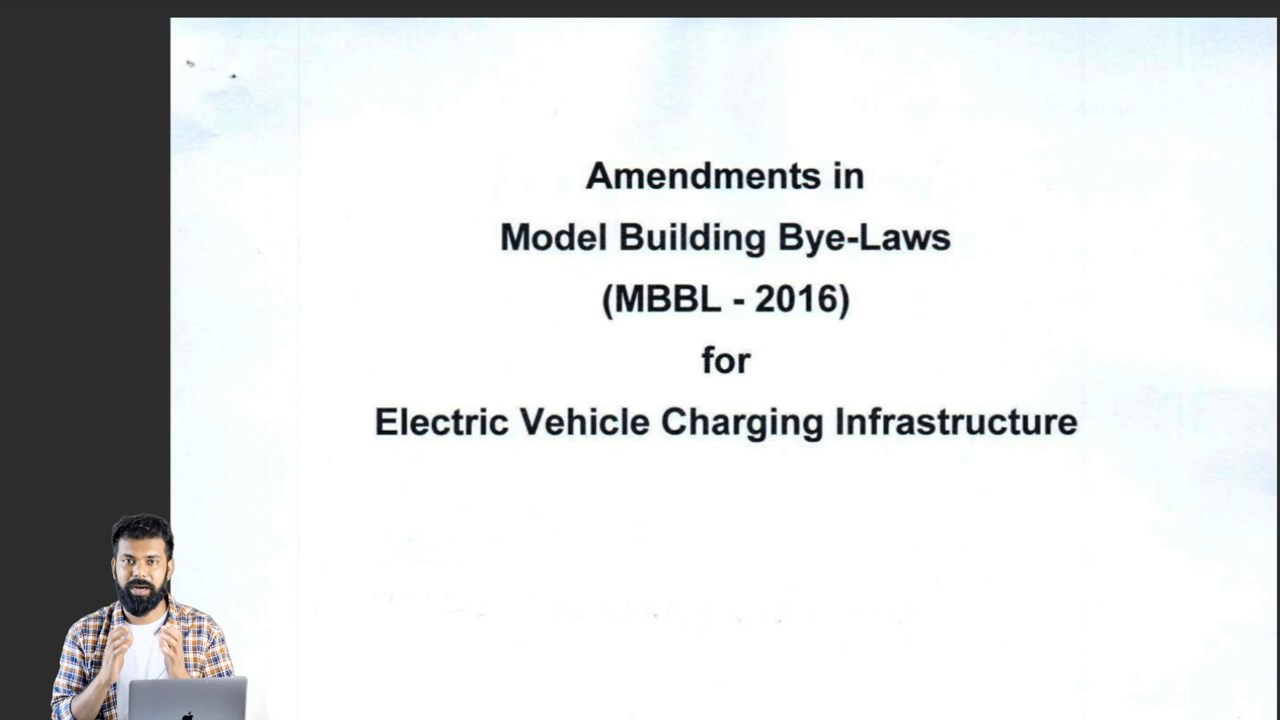 Amendments in
Model Building Bye-Laws
(MBBL - 2016)
for
Electric Vehicle Charging Infrastructure